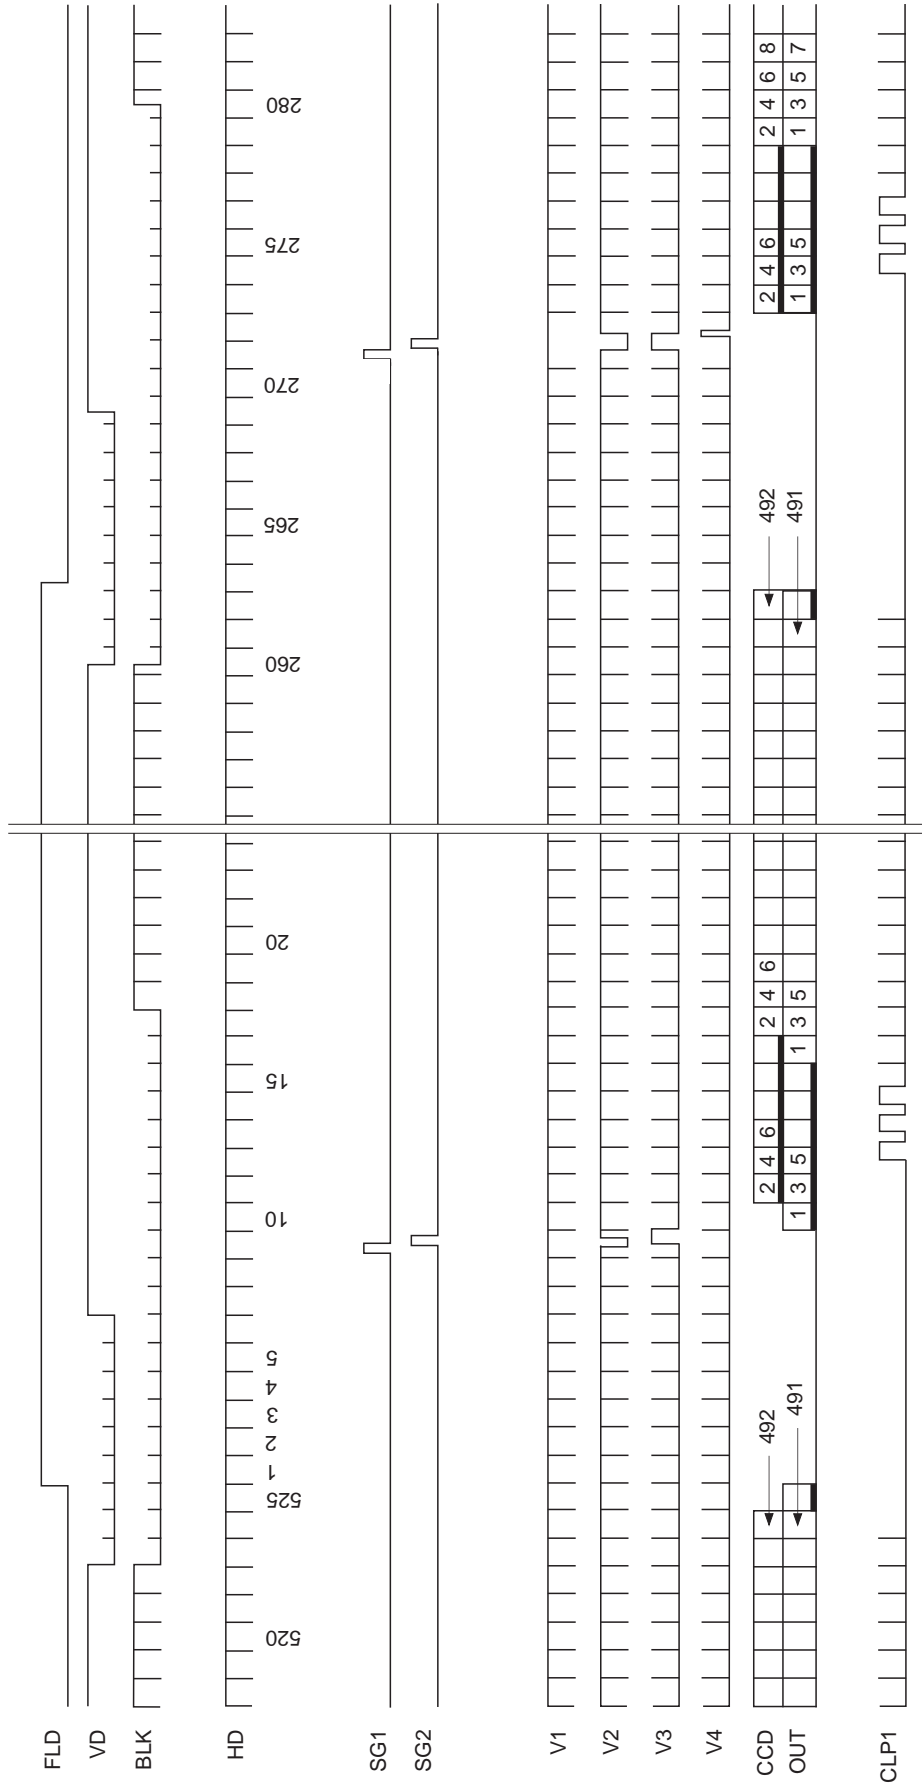 FLD
VD
BLK
HD
520 525 1 2 3 4 5 10 15 20 260 265 270 275 280
SG1
SG2
V1
V2
V3
V4
CCD 492 2 4 6 2 4 6 492 2 4 6 2 4 6 8
OUT 491 1 3 5 1 3 5 491 1 3 5 1 3 5 7
CLP1